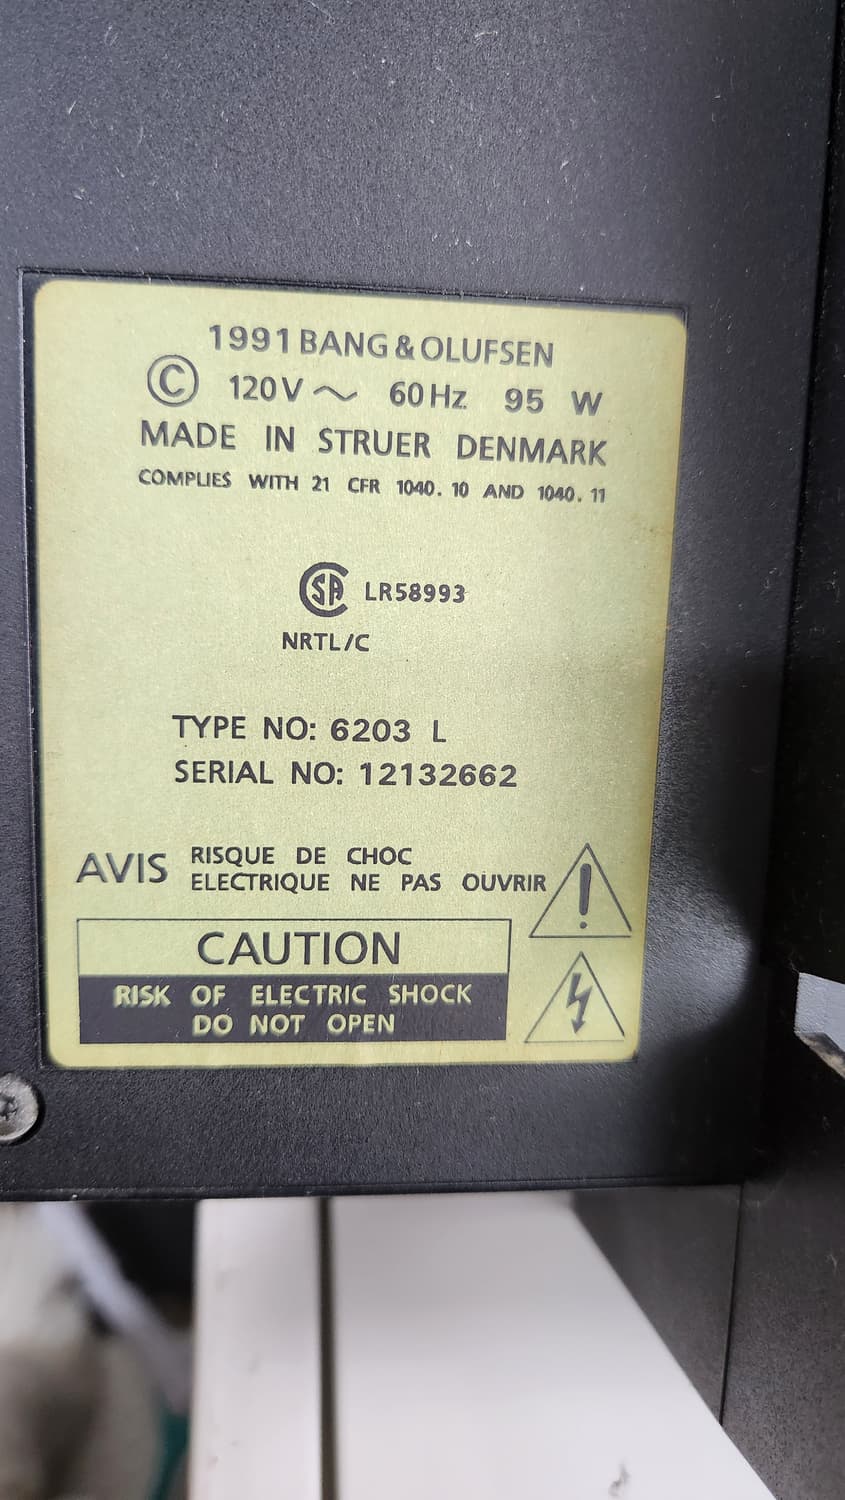 1991 BANG & OLUFSEN
© 120V ~ 60Hz 95 W
MADE IN STRUER DENMARK
COMPLIES WITH 21 CFR 1040.10 AND 1040.11
SA LR58993
NRTL/C
TYPE NO: 6203 L
SERIAL NO: 12132662
AVIS RISQUE DE CHOC
ELECTRIQUE NE PAS OUVRIR
CAUTION
RISK OF ELECTRIC SHOCK
DO NOT OPEN